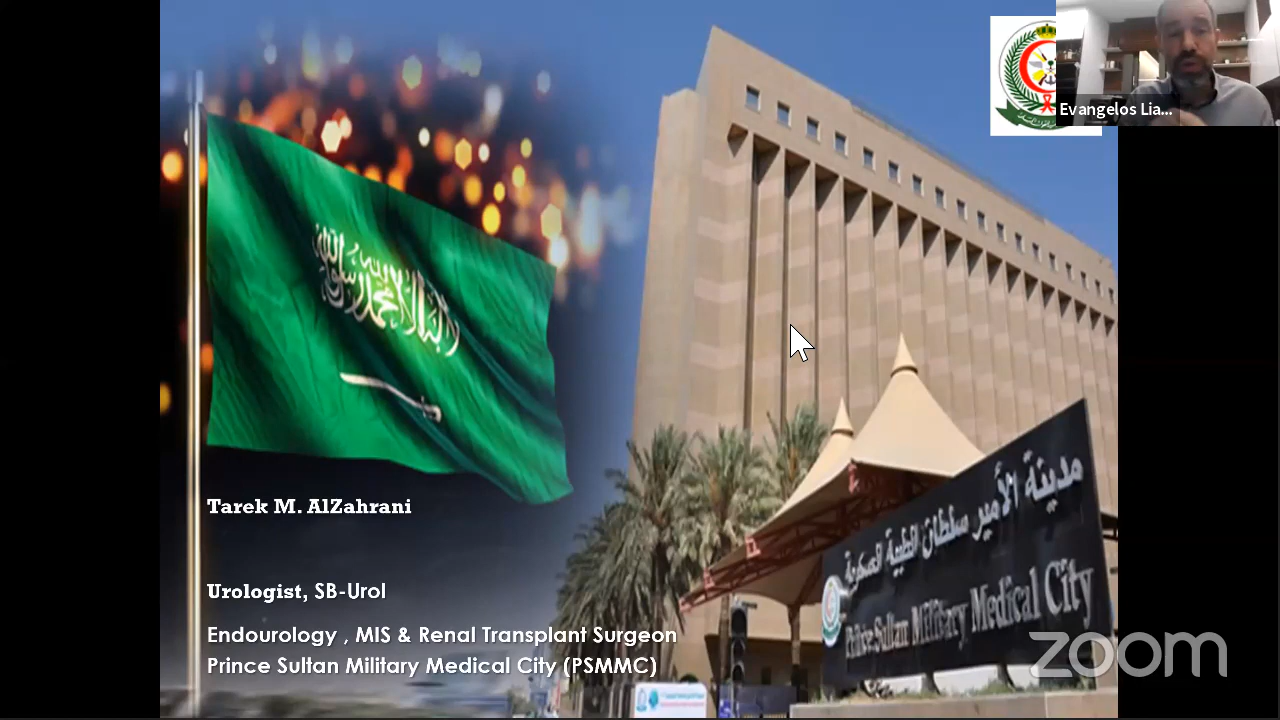 Evangelos Lia...
لا إله إلا الله محمد رسول الله
Tarek M. AlZahrani
Urologist, SB-Urol
Endourology , MIS & Renal Transplant Surgeon
Prince Sultan Military Medical City (PSMMC)
مدينة الأمير سلطان الطبية العسكرية
Prince Sultan Military Medical City
zoom